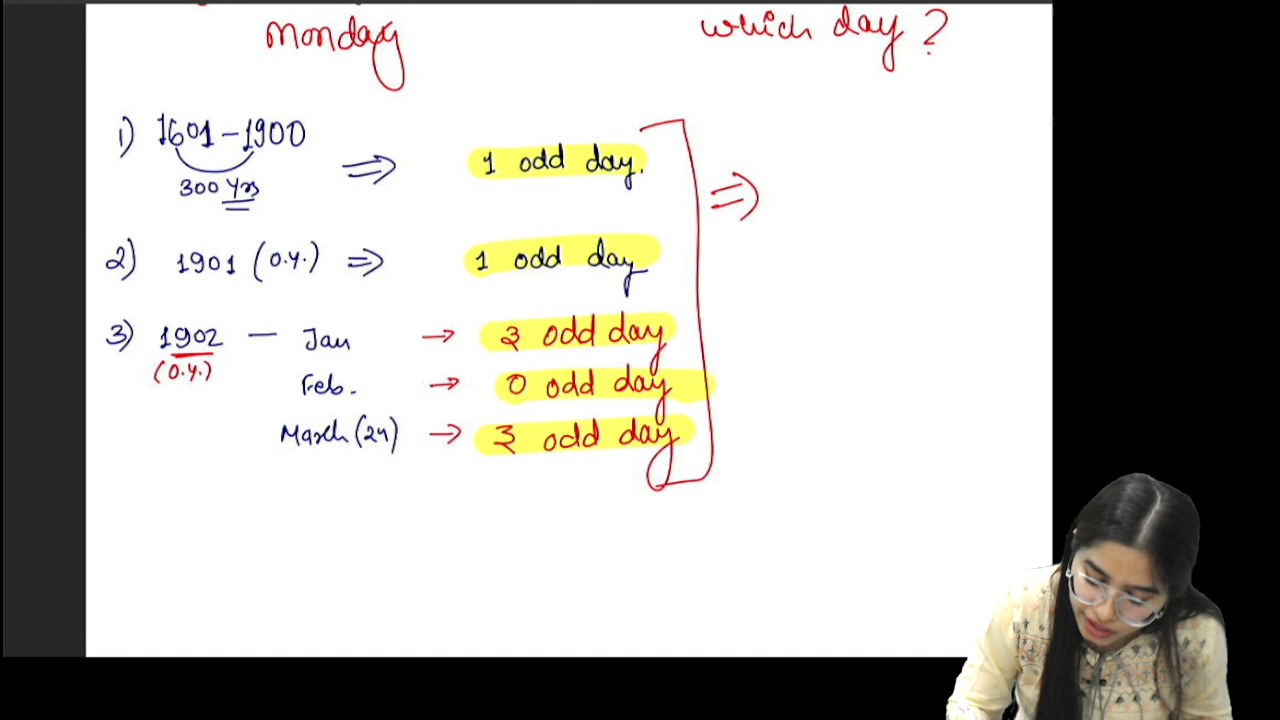 Monday which day ?
1) 1601 - 1900 ⇒ 1 odd day.
300 Yrs
2) 1901 (O.Y.) ⇒ 1 odd day
3) 1902 - Jan → 3 odd day
(O.Y.)
Feb. → 0 odd day
March (24) → 3 odd day
⇒